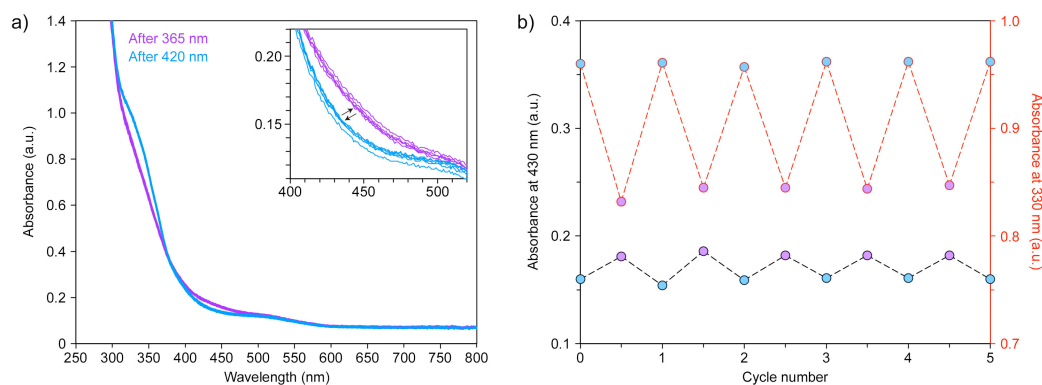 a)
After 365 nm
After 420 nm
Absorbance (a.u.)
1.4
1.2
1.0
0.8
0.6
0.4
0.2
0
250 300 350 400 450 500 550 600 650 700 750 800
Wavelength (nm)
0.20
0.15
400 450 500
b)
Absorbance at 430 nm (a.u.)
0.4
0.3
0.2
0.1
0 1 2 3 4 5
Cycle number
1.0
0.9
0.8
0.7
Absorbance at 330 nm (a.u.)